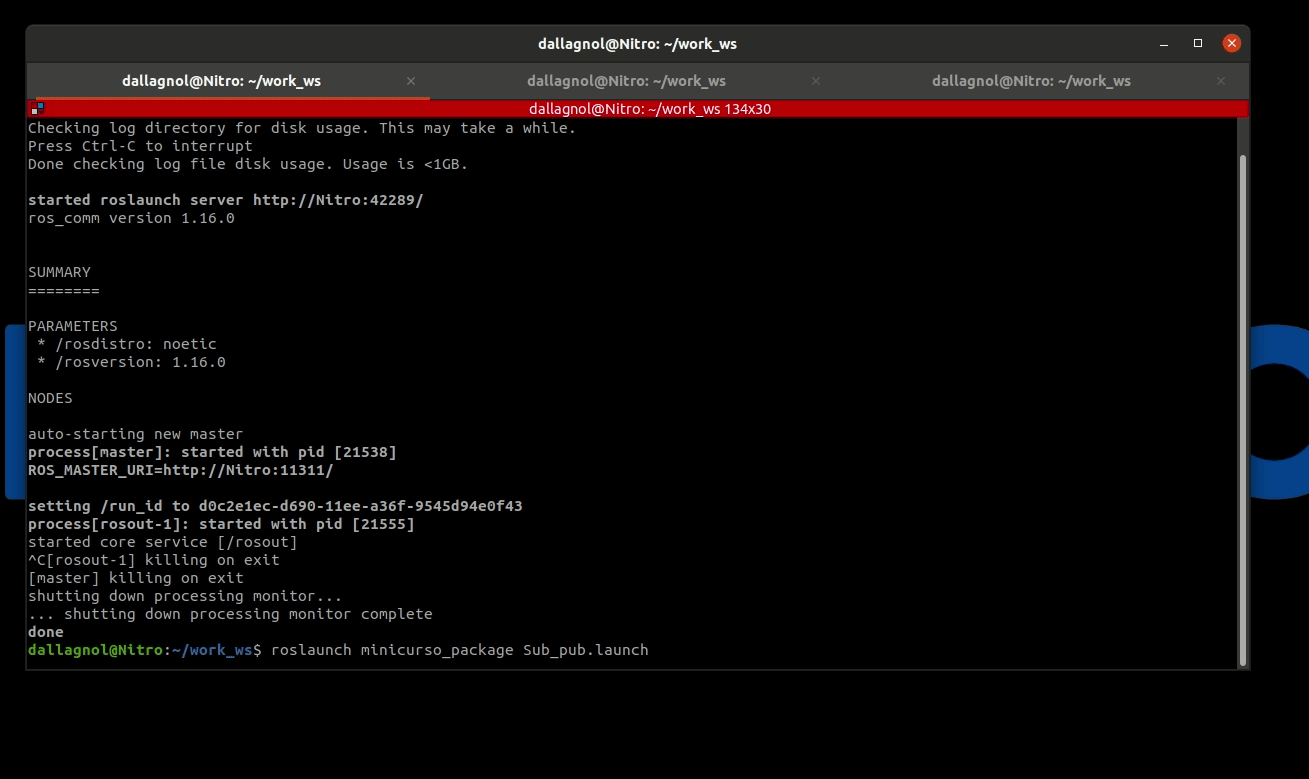 dallagnol@Nitro: ~/work_ws
dallagnol@Nitro: ~/work_ws dallagnol@Nitro: ~/work_ws dallagnol@Nitro: ~/work_ws
dallagnol@Nitro: ~/work_ws 134x30
Checking log directory for disk usage. This may take a while.
Press Ctrl-C to interrupt
Done checking log file disk usage. Usage is <1GB.
started roslaunch server http://Nitro:42289/
ros_comm version 1.16.0
SUMMARY
========
PARAMETERS
* /rosdistro: noetic
* /rosversion: 1.16.0
NODES
auto-starting new master
process[master]: started with pid [21538]
ROS_MASTER_URI=http://Nitro:11311/
setting /run_id to d0c2e1ec-d690-11ee-a36f-9545d94e0f43
process[rosout-1]: started with pid [21555]
started core service [/rosout]
^C[rosout-1] killing on exit
[master] killing on exit
shutting down processing monitor...
... shutting down processing monitor complete
done
dallagnol@Nitro:~/work_ws$ roslaunch minicurso_package Sub_pub.launch